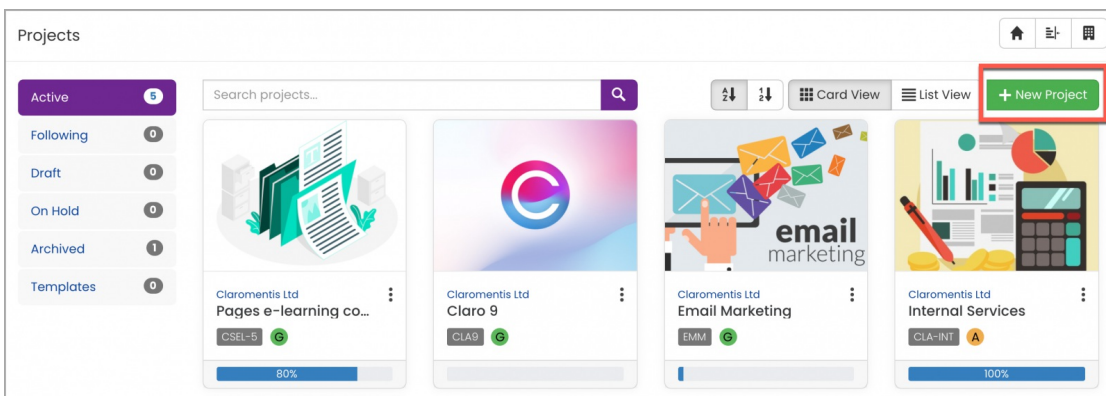 Projects
Active 5
Following 0
Draft 0
On Hold 0
Archived 1
Templates 0
Search projects...
Card View
List View
+ New Project
email
marketing
Claromentis Ltd
Pages e-learning co...
CSEL-5 G
80%
Claromentis Ltd
Claro 9
CLA9 G
Claromentis Ltd
Email Marketing
EMM G
Claromentis Ltd
Internal Services
CLA-INT A
100%